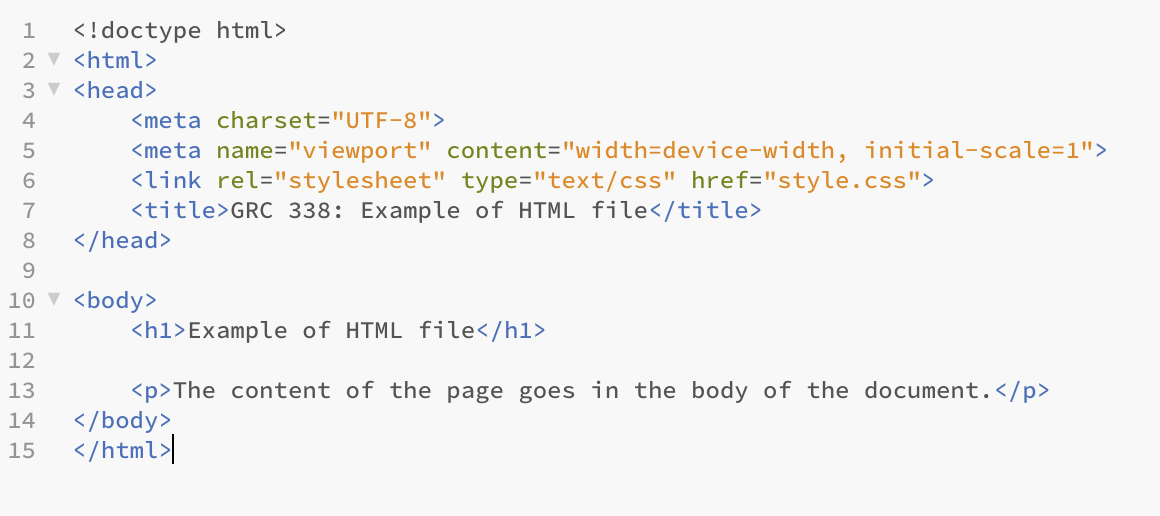 1 <!doctype html>
2 <html>
3 <head>
4     <meta charset="UTF-8">
5     <meta name="viewport" content="width=device-width, initial-scale=1">
6     <link rel="stylesheet" type="text/css" href="style.css">
7     <title>GRC 338: Example of HTML file</title>
8 </head>
9
10 <body>
11     <h1>Example of HTML file</h1>
12
13     <p>The content of the page goes in the body of the document.</p>
14 </body>
15 </html>